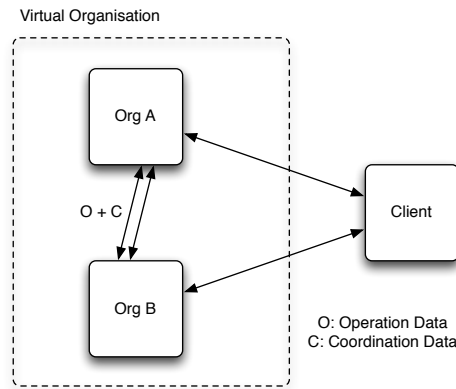 Virtual Organisation
Org A
O + C
Client
Org B
O: Operation Data
C: Coordination Data